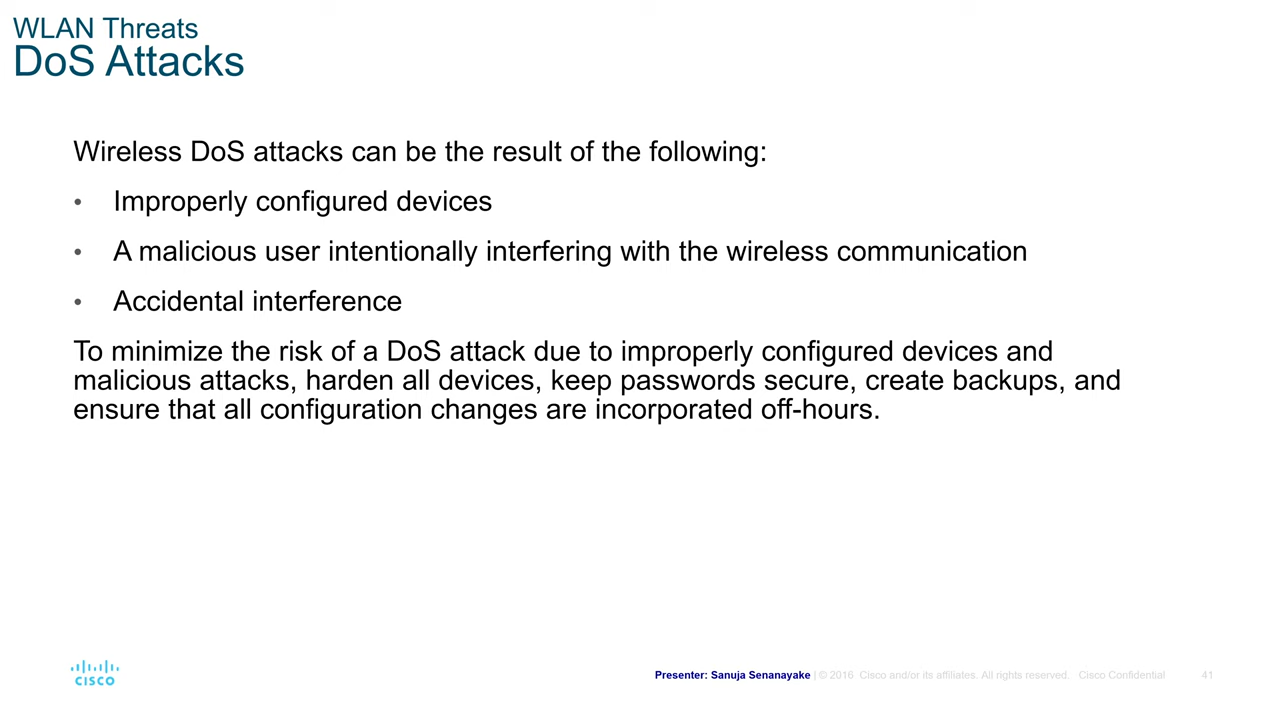 WLAN Threats
DoS Attacks
Wireless DoS attacks can be the result of the following:
• Improperly configured devices
• A malicious user intentionally interfering with the wireless communication
• Accidental interference
To minimize the risk of a DoS attack due to improperly configured devices and
malicious attacks, harden all devices, keep passwords secure, create backups, and
ensure that all configuration changes are incorporated off-hours.
CISCO
Presenter: Sanuja Senanayake | © 2016 Cisco and/or its affiliates. All rights reserved. Cisco Confidential 41